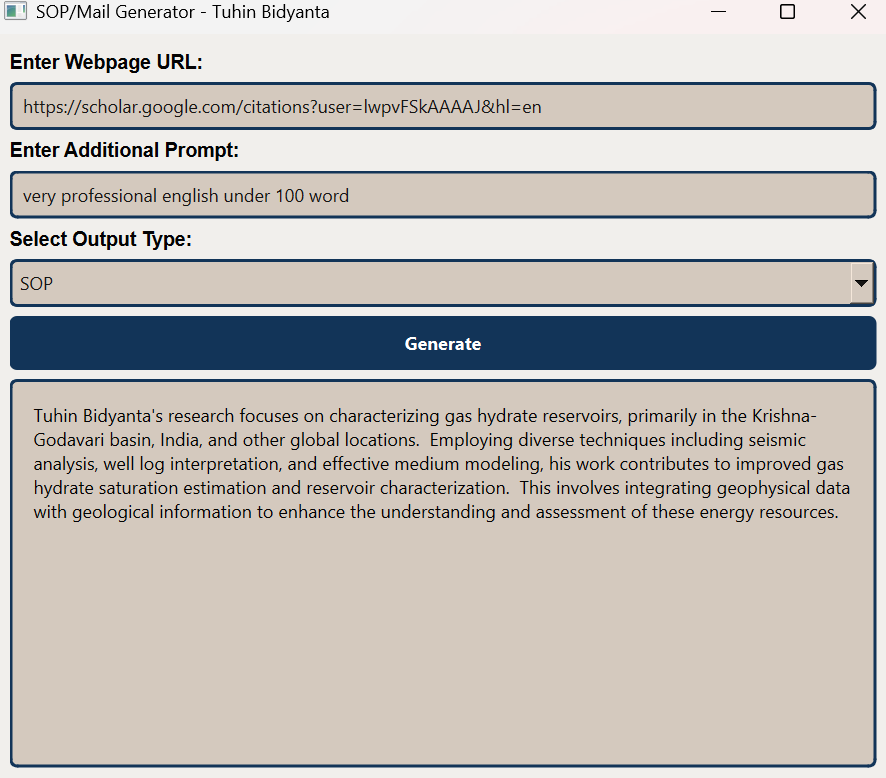 SOP/Mail Generator - Tuhin Bidyanta
Enter Webpage URL:
https://scholar.google.com/citations?user=lwpvFSkAAAAJ&hl=en
Enter Additional Prompt:
very professional english under 100 word
Select Output Type:
SOP
Generate
Tuhin Bidyanta's research focuses on characterizing gas hydrate reservoirs, primarily in the Krishna-
Godavari basin, India, and other global locations.  Employing diverse techniques including seismic
analysis, well log interpretation, and effective medium modeling, his work contributes to improved gas
hydrate saturation estimation and reservoir characterization.  This involves integrating geophysical data
with geological information to enhance the understanding and assessment of these energy resources.